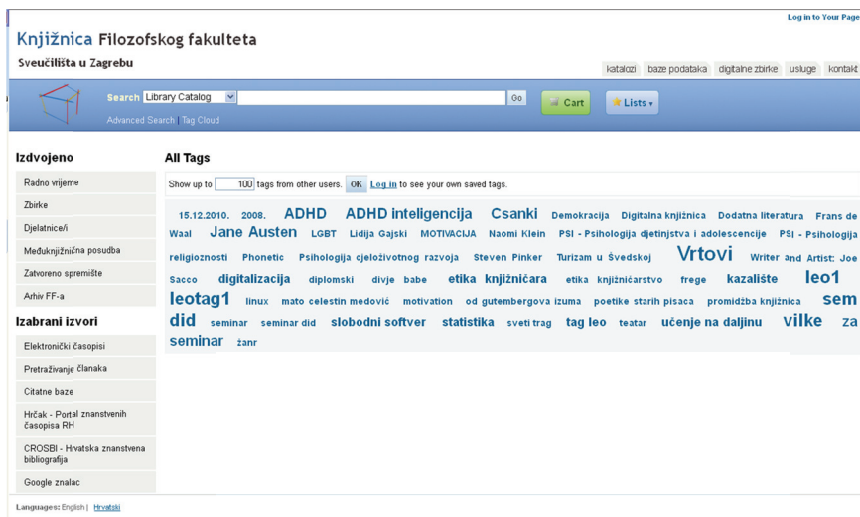 Log in to Your Page
Knjižnica Filozofskog fakulteta
Sveučilišta u Zagrebu
katalozi baze podataka digitalne zbirke usluge kontakt
Search Library Catalog Go Cart Lists
Advanced Search | Tag Cloud
Izdvojeno
Radno vrijeme
Zbirke
Djelatnice/i
Međuknjižnična posudba
Zatvoreno spremište
Arhiv FF-a
Izabrani izvori
Elektronički časopisi
Pretraživanje članaka
Citatne baze
Hrčak - Portal znanstvenih
časopisa RH
CROSBI - Hrvatska znanstvena
bibliografija
Google znalac
All Tags
Show up to 100 tags from other users. OK Log in to see your own saved tags.
15.12.2010. 2008. ADHD ADHD inteligencija Csanki Demokracija Digitalna knjižnica Dodatna literatura Frans de
Waal Jane Austen LGBT Lidija Gajski MOTIVACIJA Naomi Klein PSI - Psihologija djetinjstva i adolescencije PSI - Psihologija
religioznosti Phonetic Psihologija cjeloživotnog razvoja Steven Pinker Turizam u Švedskoj Vrtovi Writer and Artist: Joe
Sacco digitalizacija diplomski divje babe etika knjižničara etika knjižničarstvo frege kazalište leo1
leotag1 linux mato celestin medović motivation od gutembergova izuma poetike starih pisaca promidžba knjižnica sem
did seminar seminar did slobodni softver statistika sveti trag tag leo teatar učenje na daljinu vilke za
seminar žanr
Languages: English | Hrvatski